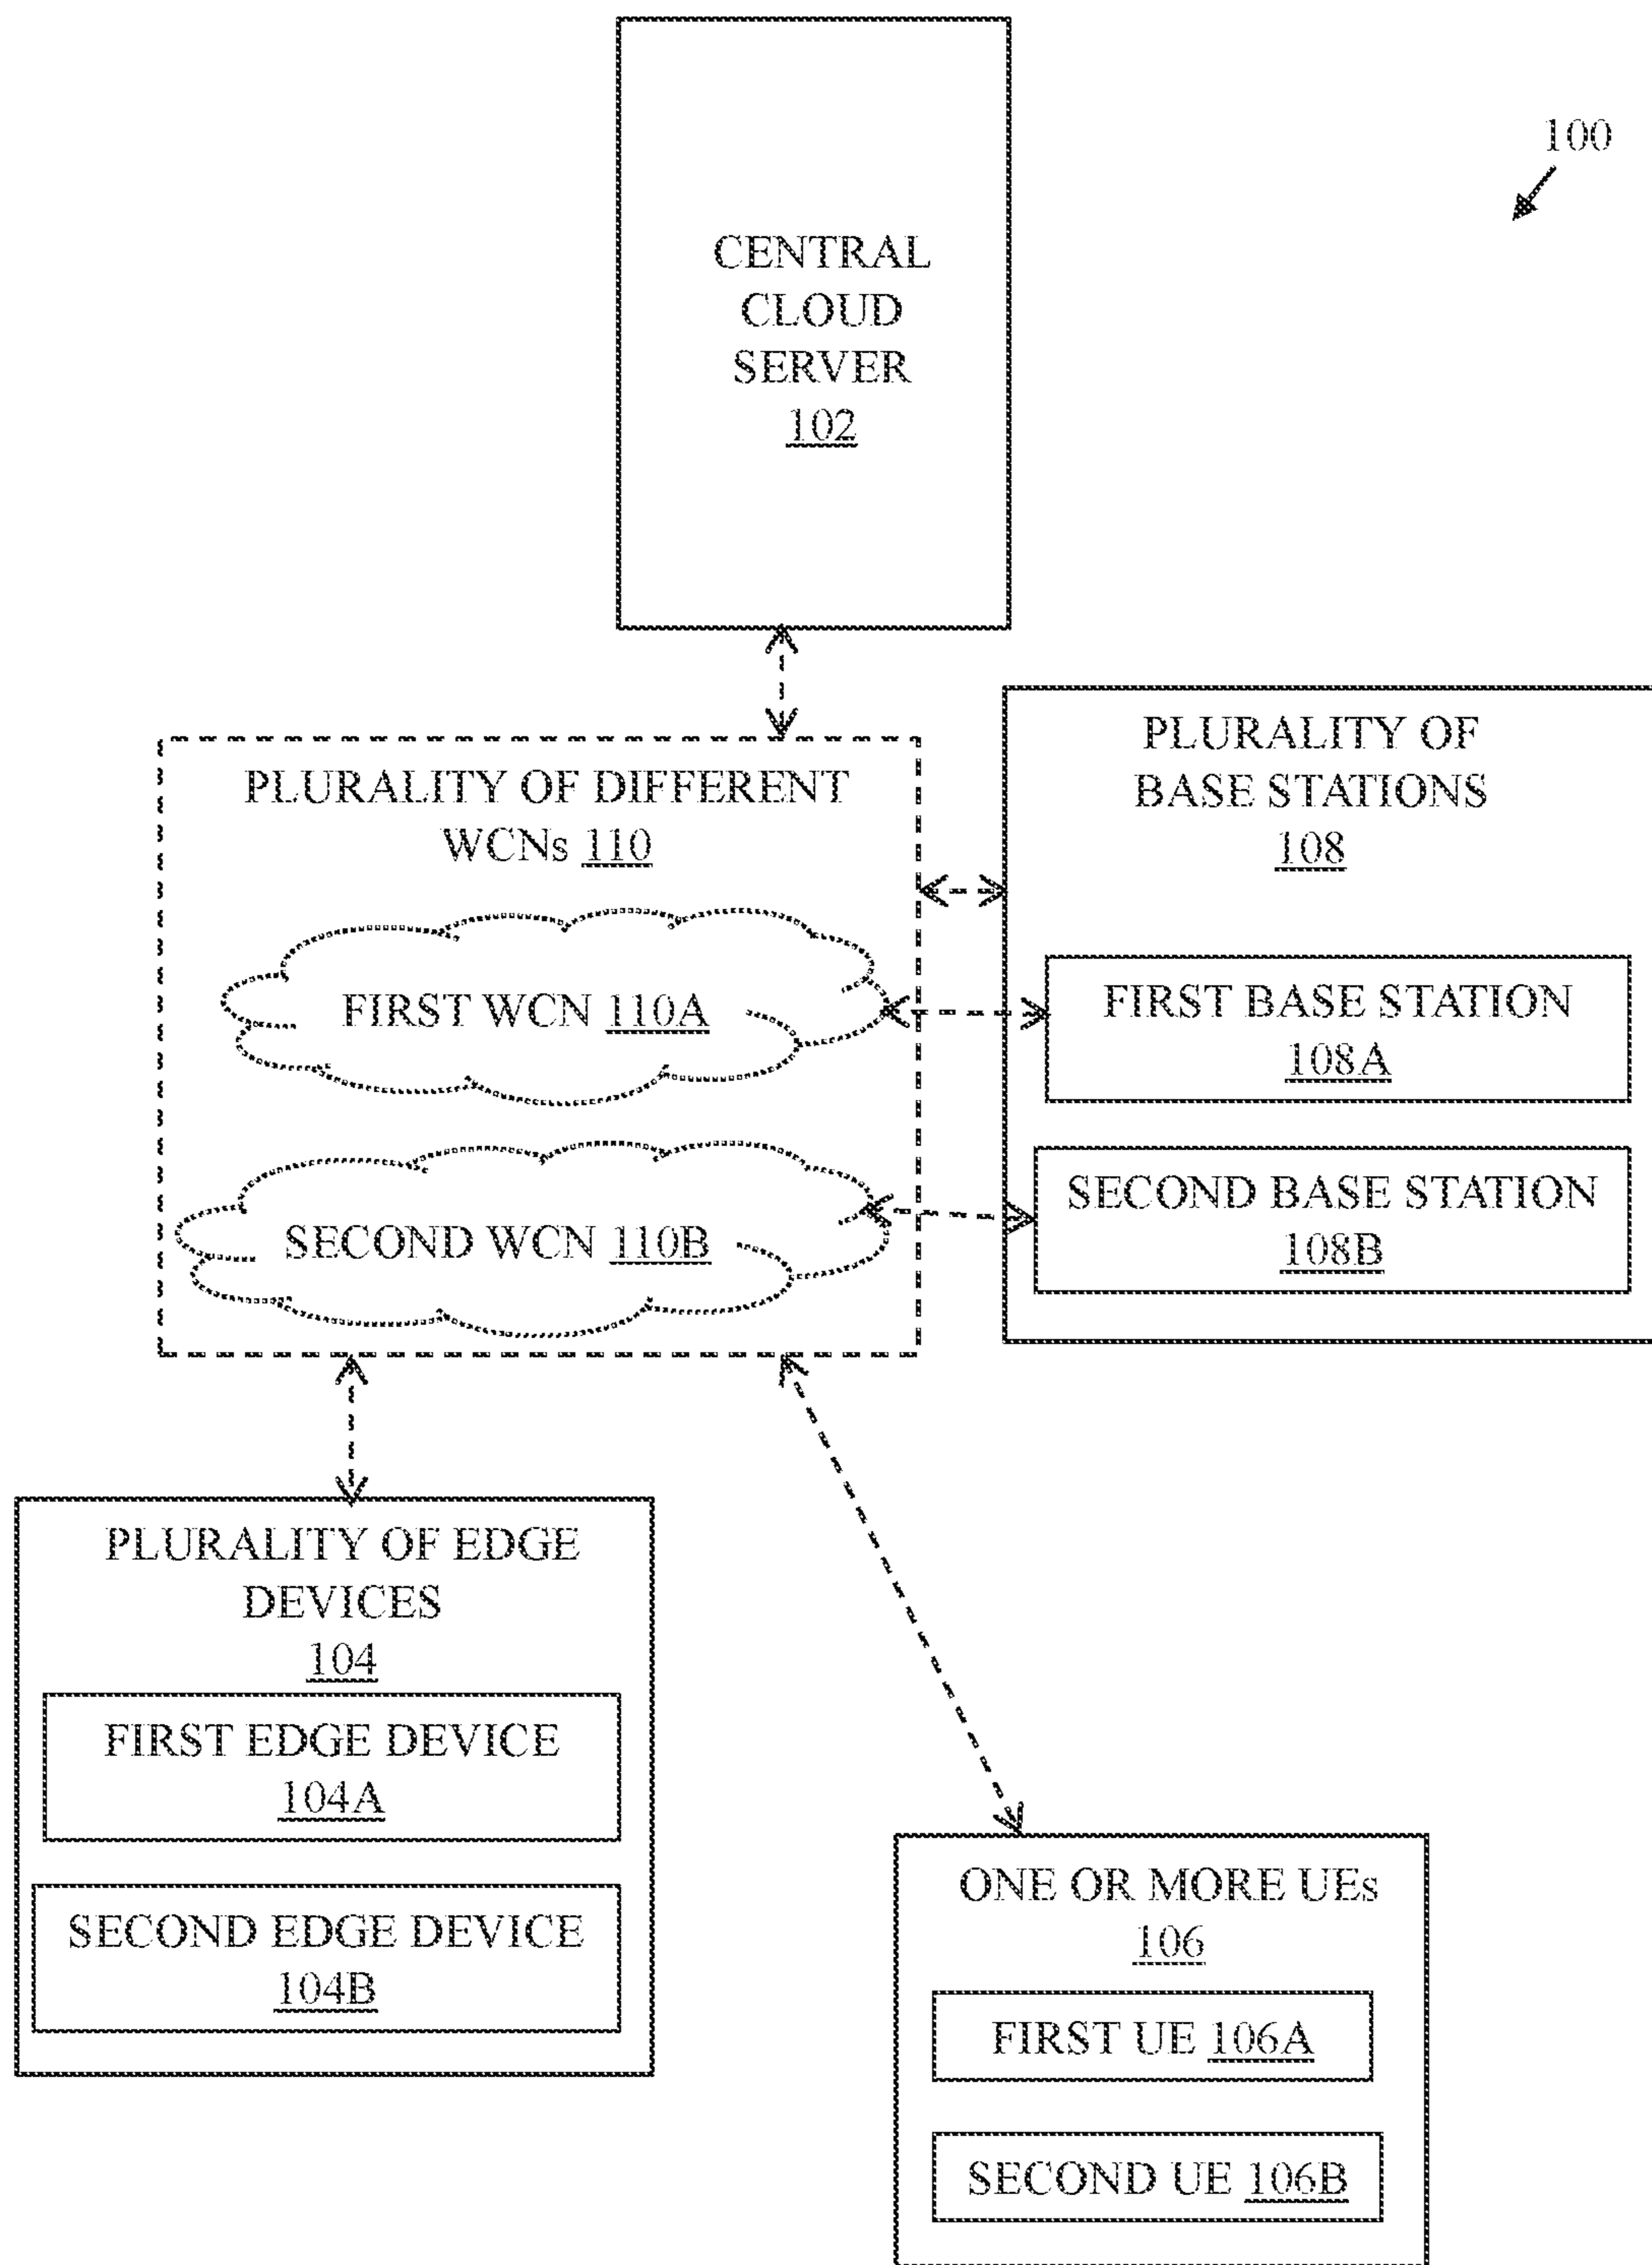 100
CENTRAL
CLOUD
SERVER
102
PLURALITY OF DIFFERENT
WCNs 110
FIRST WCN 110A
SECOND WCN 110B
PLURALITY OF
BASE STATIONS
108
FIRST BASE STATION
108A
SECOND BASE STATION
108B
PLURALITY OF EDGE
DEVICES
104
FIRST EDGE DEVICE
104A
SECOND EDGE DEVICE
104B
ONE OR MORE UEs
106
FIRST UE 106A
SECOND UE 106B